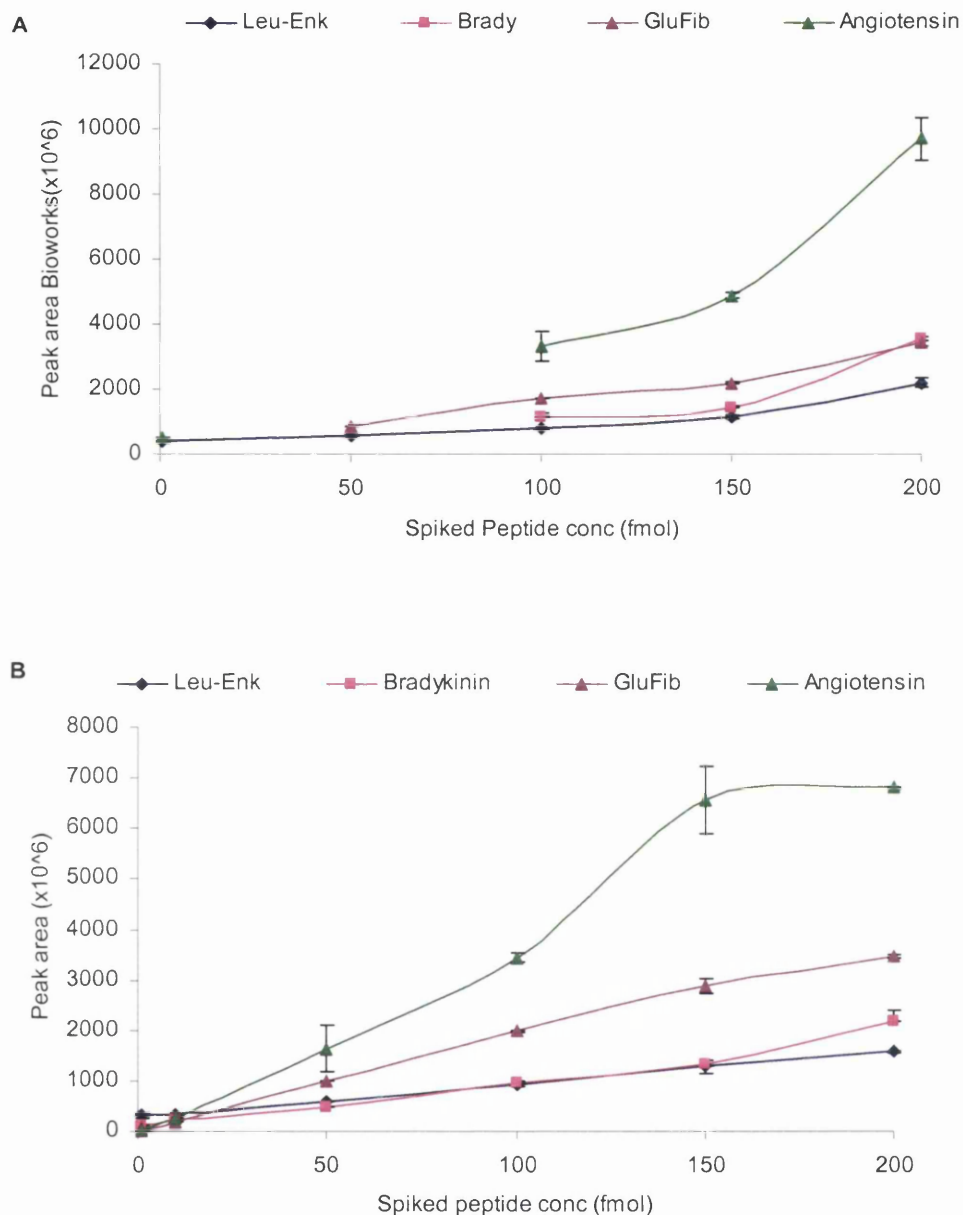 A
Leu-Enk Brady GluFib Angiotensin
Peak area Bioworks(x10^6)
12000
10000
8000
6000
4000
2000
0
0 50 100 150 200
Spiked Peptide conc (fmol)
B
Leu-Enk Bradykinin GluFib Angiotensin
Peak area (x10^6)
8000
7000
6000
5000
4000
3000
2000
1000
0
0 50 100 150 200
Spiked peptide conc (fmol)